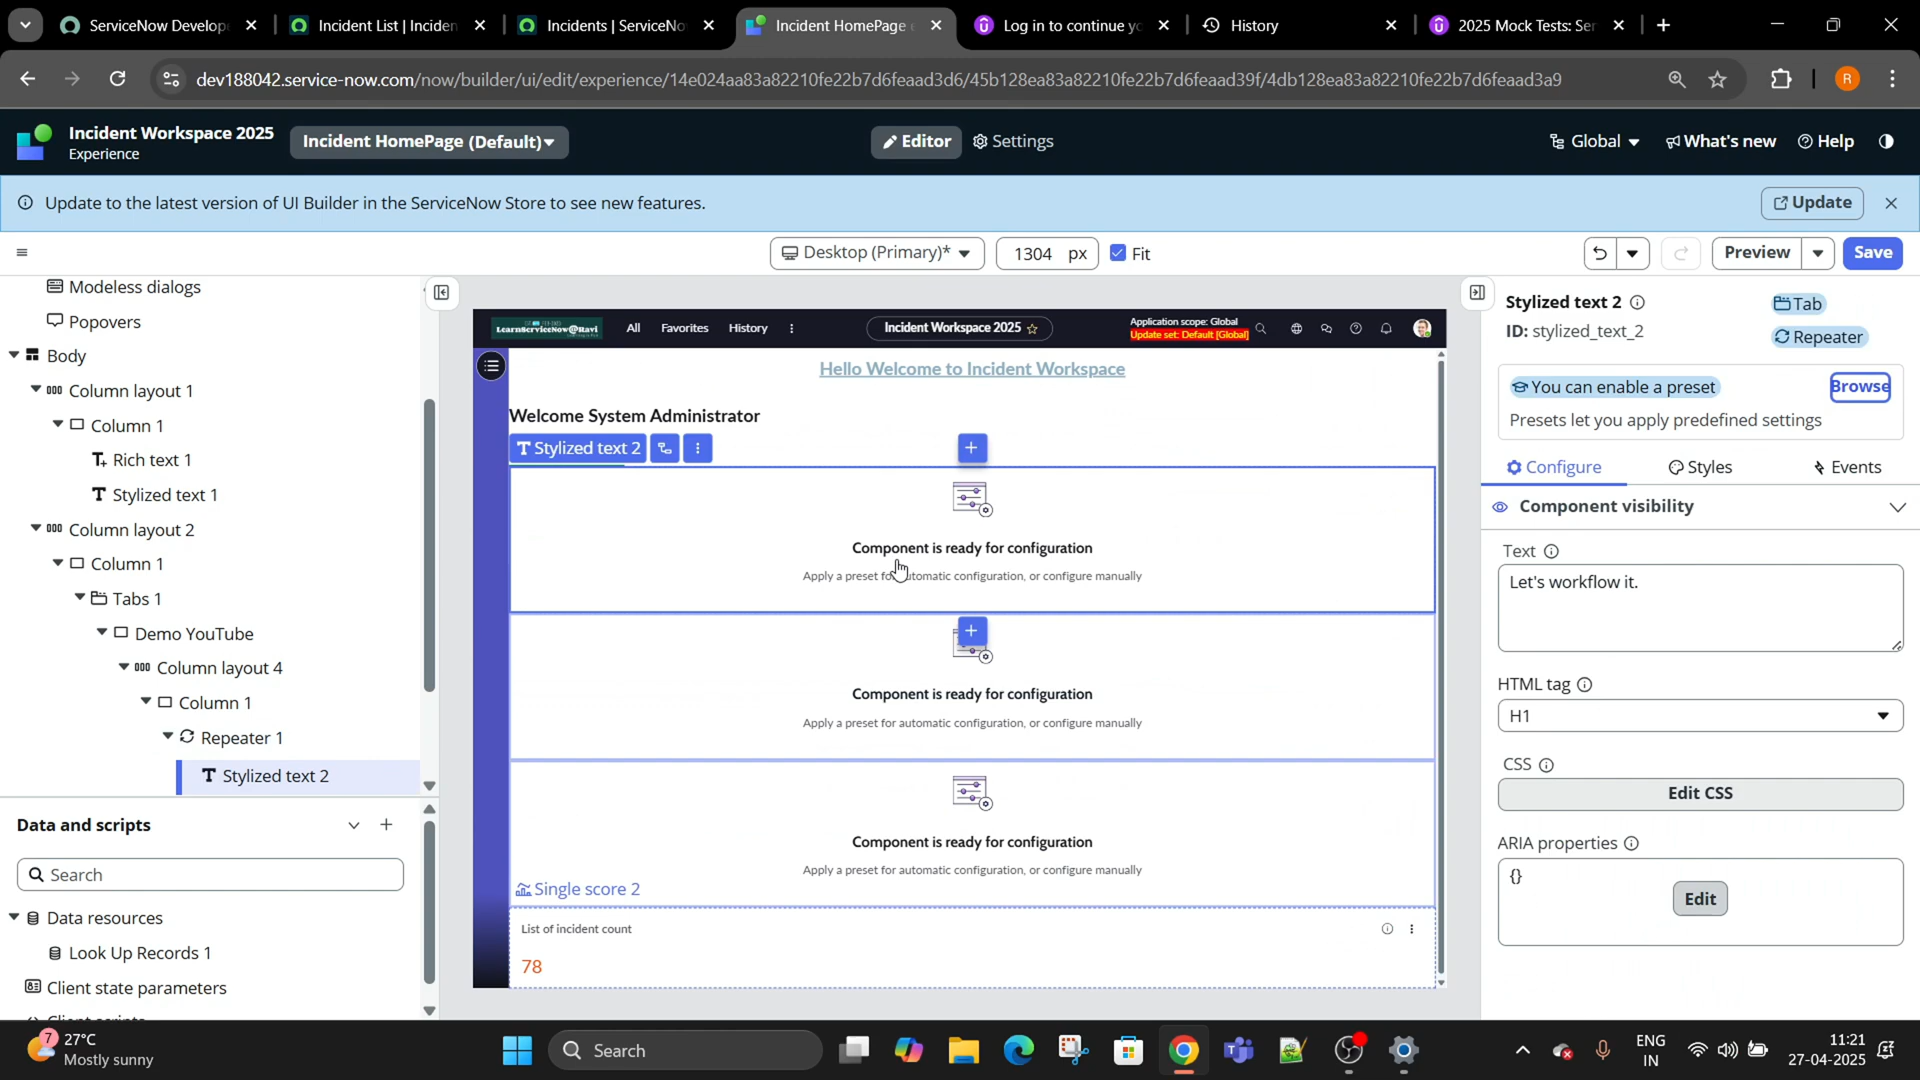 ServiceNow Develop
Incident List | Inciden
Incidents | ServiceNo
Incident HomePage e
Log in to continue yo
History
2025 Mock Tests: Ser
dev188042.service-now.com/now/builder/ui/edit/experience/14e024aa83a82210fe22b7d6feaad3d6/45b128ea83a82210fe22b7d6feaad39f/4db128ea83a82210fe22b7d6feaad3a9
R
Incident Workspace 2025
Experience
Incident HomePage (Default)
Editor
Settings
Global
What's new
Help
Update to the latest version of UI Builder in the ServiceNow Store to see new features.
Update
Desktop (Primary)*
1304 px
Fit
Preview
Save
Modeless dialogs
Popovers
Body
Column layout 1
Column 1
Rich text 1
Stylized text 1
Column layout 2
Column 1
Tabs 1
Demo YouTube
Column layout 4
Column 1
Repeater 1
Stylized text 2
Data and scripts
Search
Data resources
Look Up Records 1
Client state parameters
LearnServiceNow@Ravi
All
Favorites
History
Incident Workspace 2025
Application scope: Global
Update set: Default [Global]
Hello Welcome to Incident Workspace
Welcome System Administrator
Stylized text 2
Component is ready for configuration
Apply a preset for automatic configuration, or configure manually
Component is ready for configuration
Apply a preset for automatic configuration, or configure manually
Component is ready for configuration
Apply a preset for automatic configuration, or configure manually
Single score 2
List of incident count
78
Stylized text 2
ID: stylized_text_2
Tab
Repeater
You can enable a preset
Browse
Presets let you apply predefined settings
Configure
Styles
Events
Component visibility
Text
Let's workflow it.
HTML tag
H1
CSS
Edit CSS
ARIA properties
{}
Edit
7
27°C
Mostly sunny
Search
ENG
IN
11:21
27-04-2025